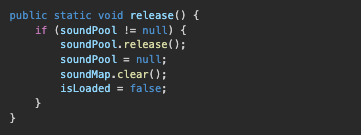 public static void release() {
    if (soundPool != null) {
        soundPool.release();
        soundPool = null;
        soundMap.clear();
        isLoaded = false;
    }
}